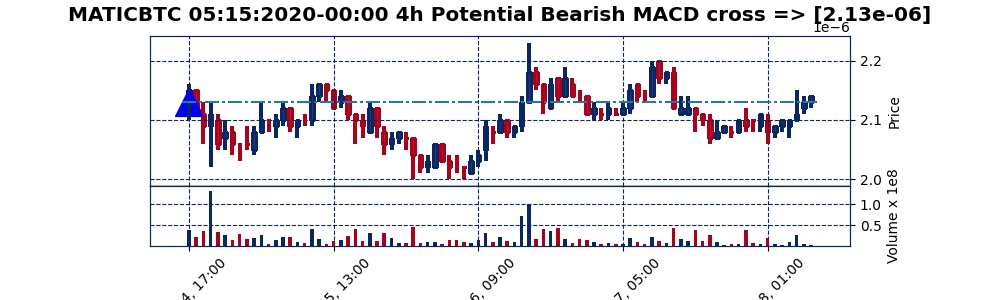 MATICBTC 05:15:2020-00:00 4h Potential Bearish MACD cross => [2.13e-06]
1e−6
2.2
2.1
2.0
Price
1.0
0.5
Volume x 1e8
4, 17:00
5, 13:00
6, 09:00
7, 05:00
8, 01:00